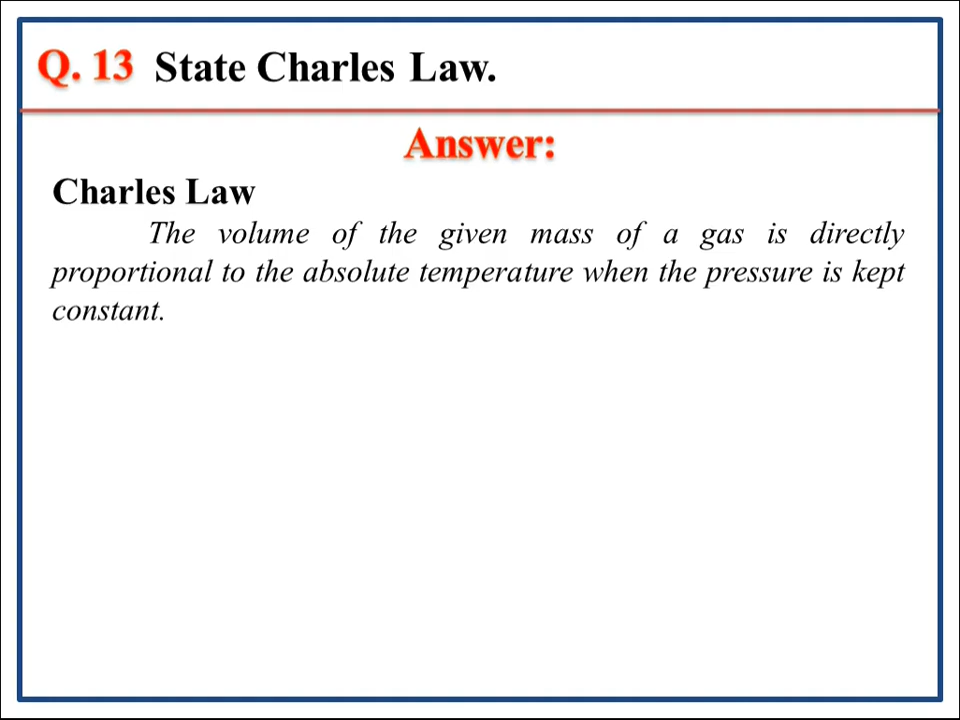 Q. 13 State Charles Law.
Answer:
Charles Law
The volume of the given mass of a gas is directly
proportional to the absolute temperature when the pressure is kept
constant.